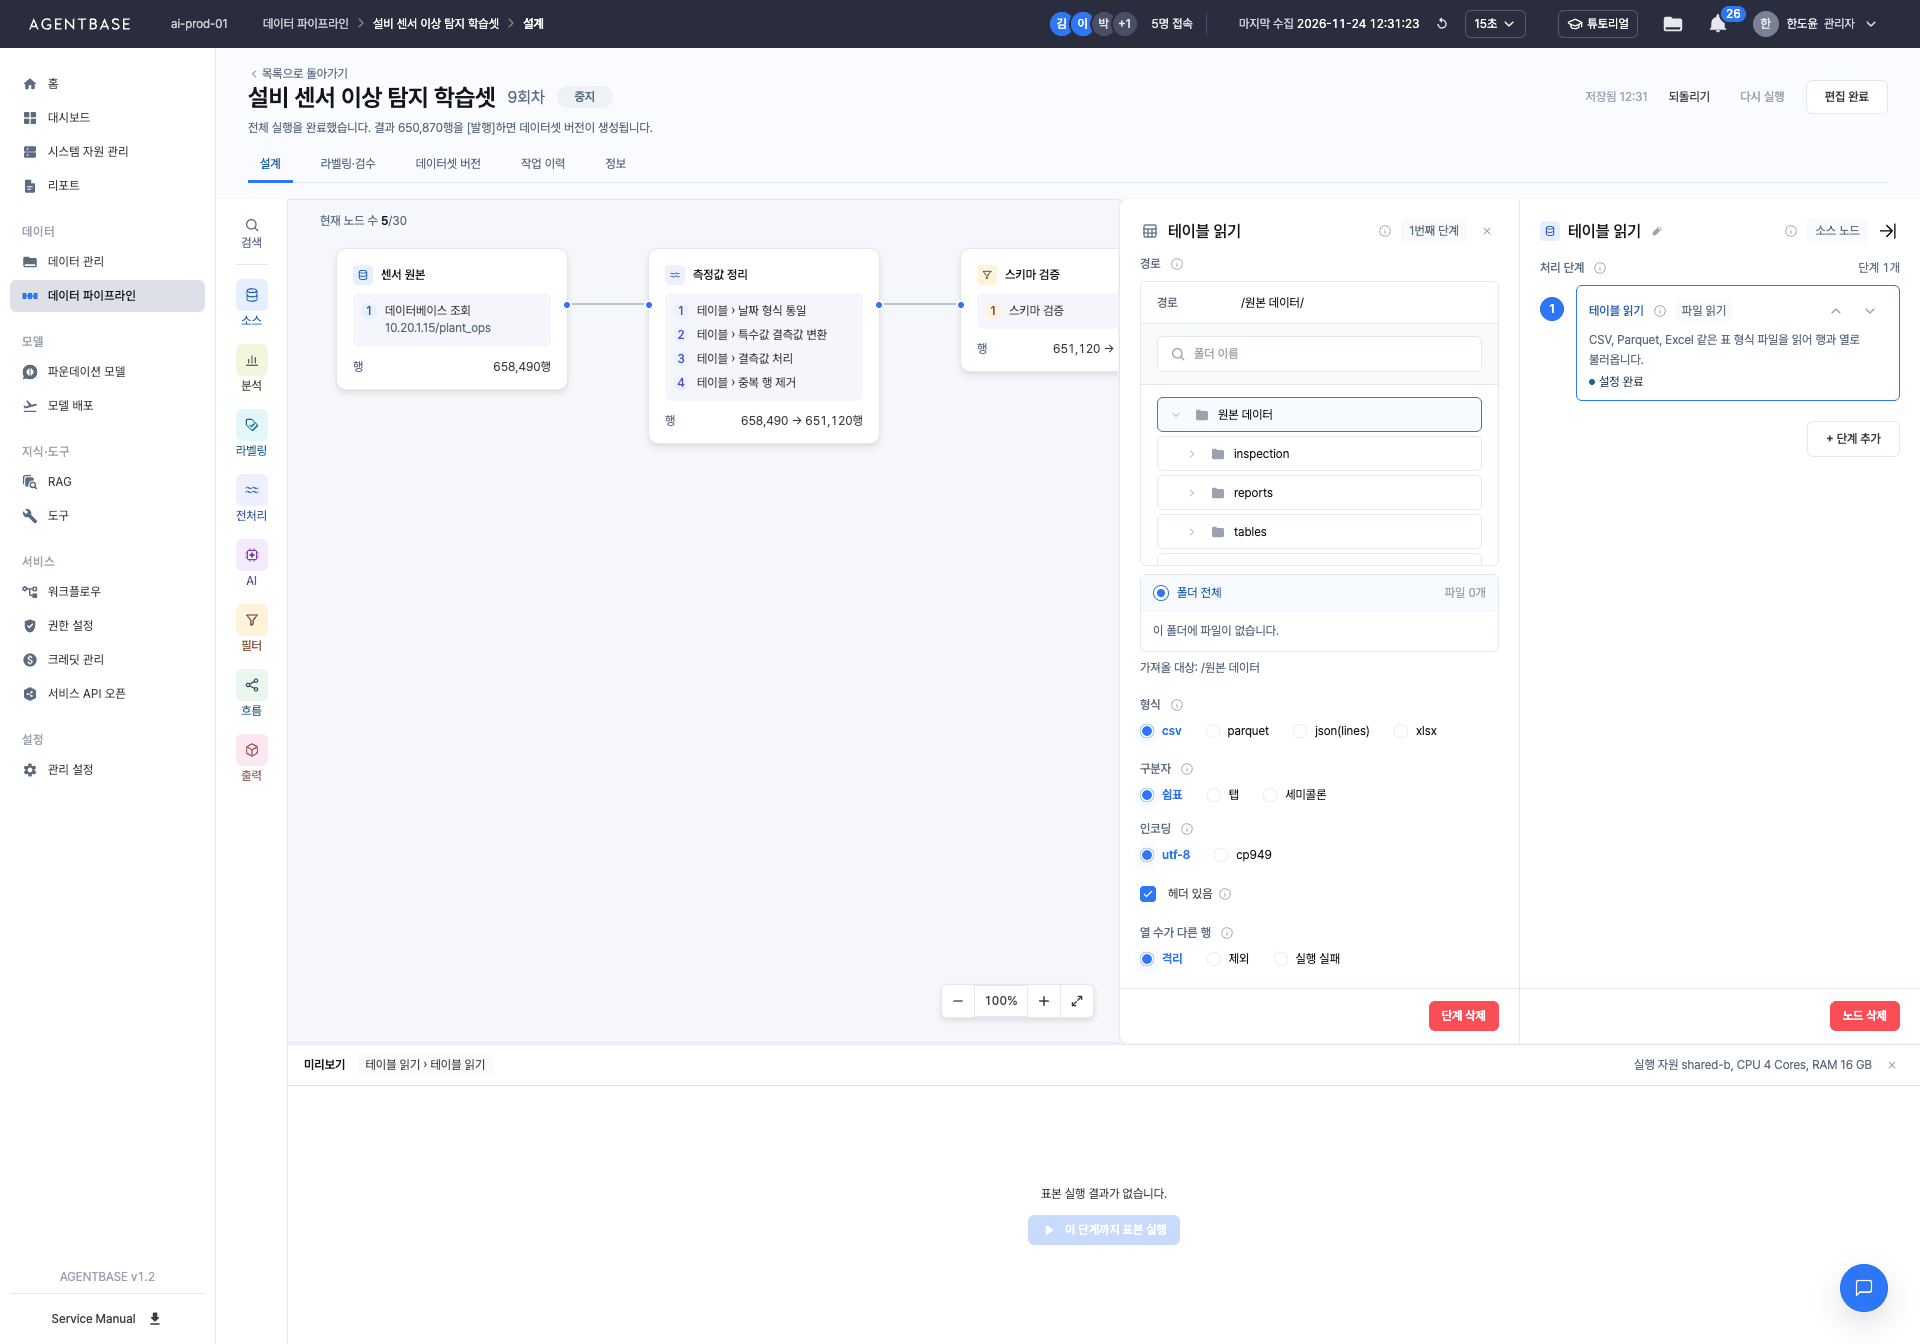 AGENTBASE
ai-prod-01
데이터 파이프라인 > 설비 센서 이상 탐지 학습셋 > 설계
김 이 박 +1 5명 접속
마지막 수집 2026-11-24 12:31:23
15초
튜토리얼
26
한 한도윤 관리자
홈
대시보드
시스템 자원 관리
리포트
데이터
데이터 관리
데이터 파이프라인
모델
파운데이션 모델
모델 배포
지식·도구
RAG
도구
서비스
워크플로우
권한 설정
크레딧 관리
서비스 API 오픈
설정
관리 설정
AGENTBASE v1.2
Service Manual
목록으로 돌아가기
설비 센서 이상 탐지 학습셋 9회차 중지
전체 실행을 완료했습니다. 결과 650,870행을 [발행]하면 데이터셋 버전이 생성됩니다.
저장됨 12:31 되돌리기 다시 실행 편집 완료
설계 라벨링·검수 데이터셋 버전 작업 이력 정보
검색
소스
분석
라벨링
전처리
AI
필터
흐름
출력
현재 노드 수 5/30
센서 원본
1 데이터베이스 조회
10.20.1.15/plant_ops
행 658,490행
측정값 정리
1 테이블 › 날짜 형식 통일
2 테이블 › 특수값 결측값 변환
3 테이블 › 결측값 처리
4 테이블 › 중복 행 제거
행 658,490 → 651,120행
스키마 검증
1 스키마 검증
행 651,120 →
100%
테이블 읽기 1번째 단계
경로
경로 /원본 데이터/
폴더 이름
원본 데이터
inspection
reports
tables
폴더 전체 파일 0개
이 폴더에 파일이 없습니다.
가져올 대상: /원본 데이터
형식
csv parquet json(lines) xlsx
구분자
쉼표 탭 세미콜론
인코딩
utf-8 cp949
헤더 있음
열 수가 다른 행
격리 제외 실행 실패
단계 삭제
테이블 읽기 소스 노드
처리 단계 단계 1개
1 테이블 읽기 파일 읽기
CSV, Parquet, Excel 같은 표 형식 파일을 읽어 행과 열로
불러옵니다.
설정 완료
+ 단계 추가
노드 삭제
미리보기 테이블 읽기 › 테이블 읽기
실행 자원 shared-b, CPU 4 Cores, RAM 16 GB
표본 실행 결과가 없습니다.
이 단계까지 표본 실행